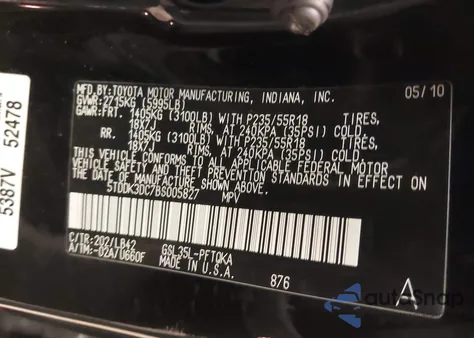 MFD.BY:TOYOTA MOTOR MANUFACTURING, INDIANA, INC. 05/10
GVWR: 2715KG (5995LB)
GAWR:FRT. 1405KG (3100LB) WITH P235/55R18 TIRES,
18X7J RIMS, AT 240KPA (35PSI) COLD.
RR. 1405KG (3100LB) WITH P235/55R18 TIRES,
18X7J RIMS, AT 240KPA (35PSI) COLD.
THIS VEHICLE CONFORMS TO ALL APPLICABLE FEDERAL MOTOR
VEHICLE SAFETY AND THEFT PREVENTION STANDARDS IN EFFECT
ON THE DATE OF MANUFACTURE SHOWN ABOVE.
5TDDK3DC7BS005827 MPV
C/TR:202/LB42 GSL35L-PFTQKA
A/TM:-02A/U660F MADE IN U.S.A. 876
A
5387V 52478
autoSnap